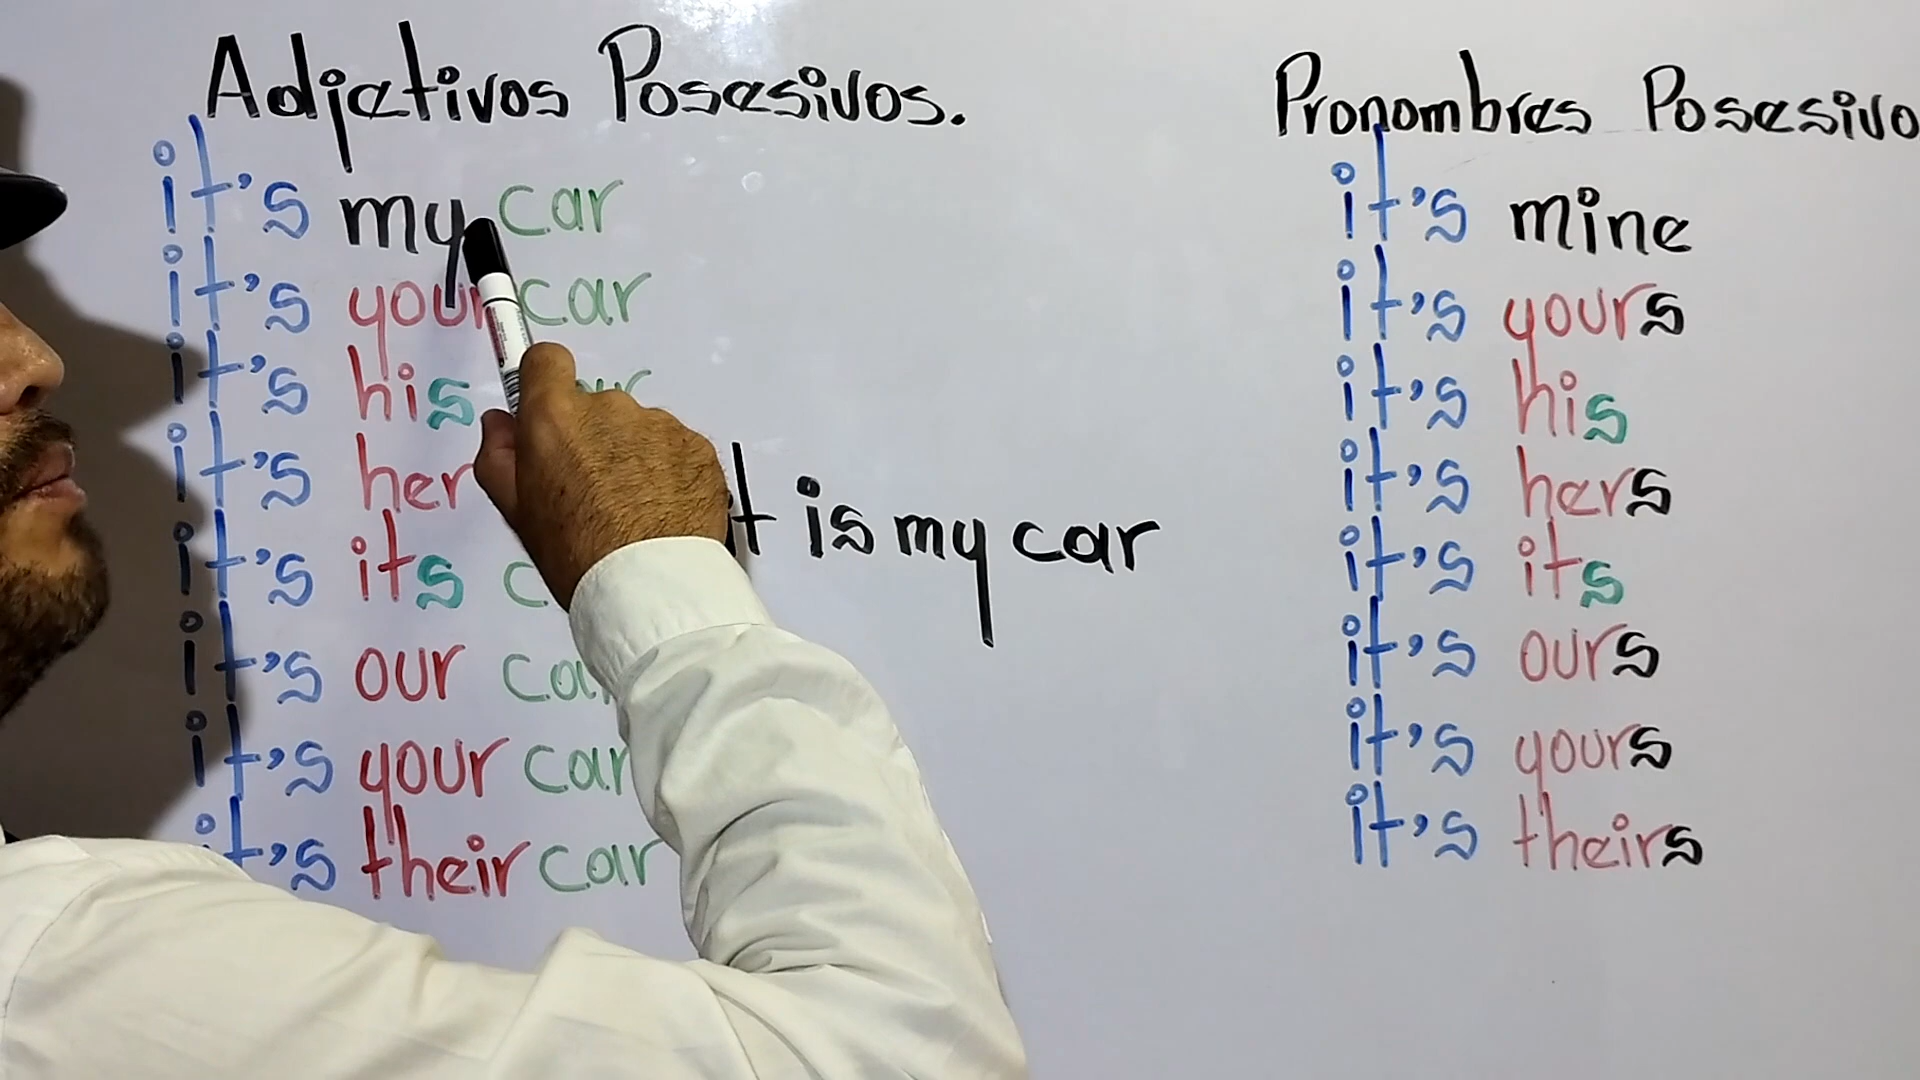 Adjetivos Posesivos.
it's my car
it's your car
it's his
it's her
it's its
it's our car
it's your car
it's their car
it is my car
Pronombres Posesivo
it's mine
it's yours
it's his
it's hers
it's its
it's ours
it's yours
it's theirs